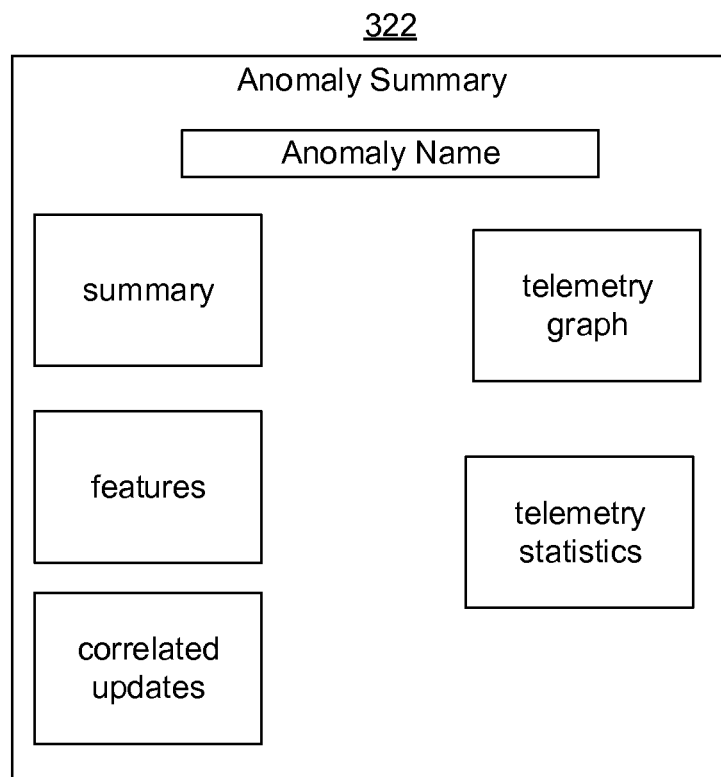 322
Anomaly Summary
Anomaly Name
summary
telemetry
graph
features
telemetry
statistics
correlated
updates